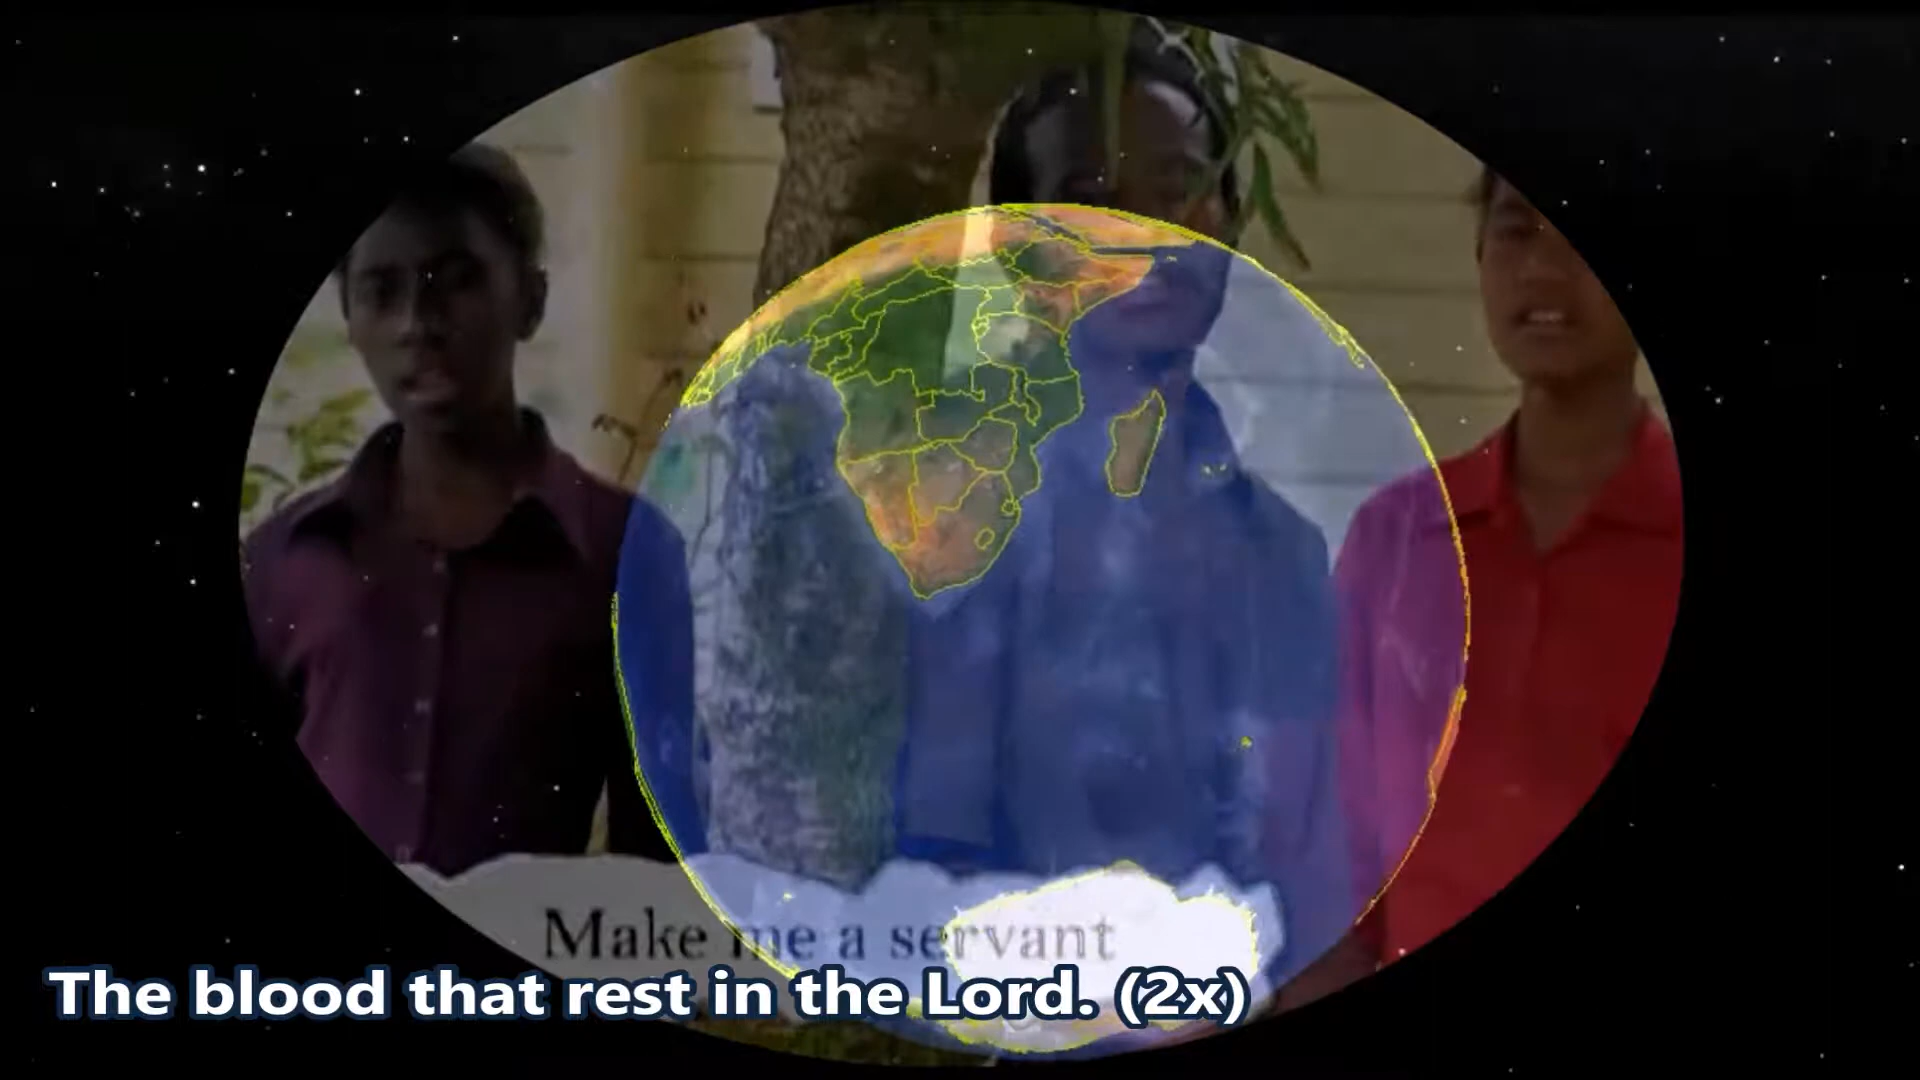 Make me a servant
The blood that rest in the Lord. (2x)